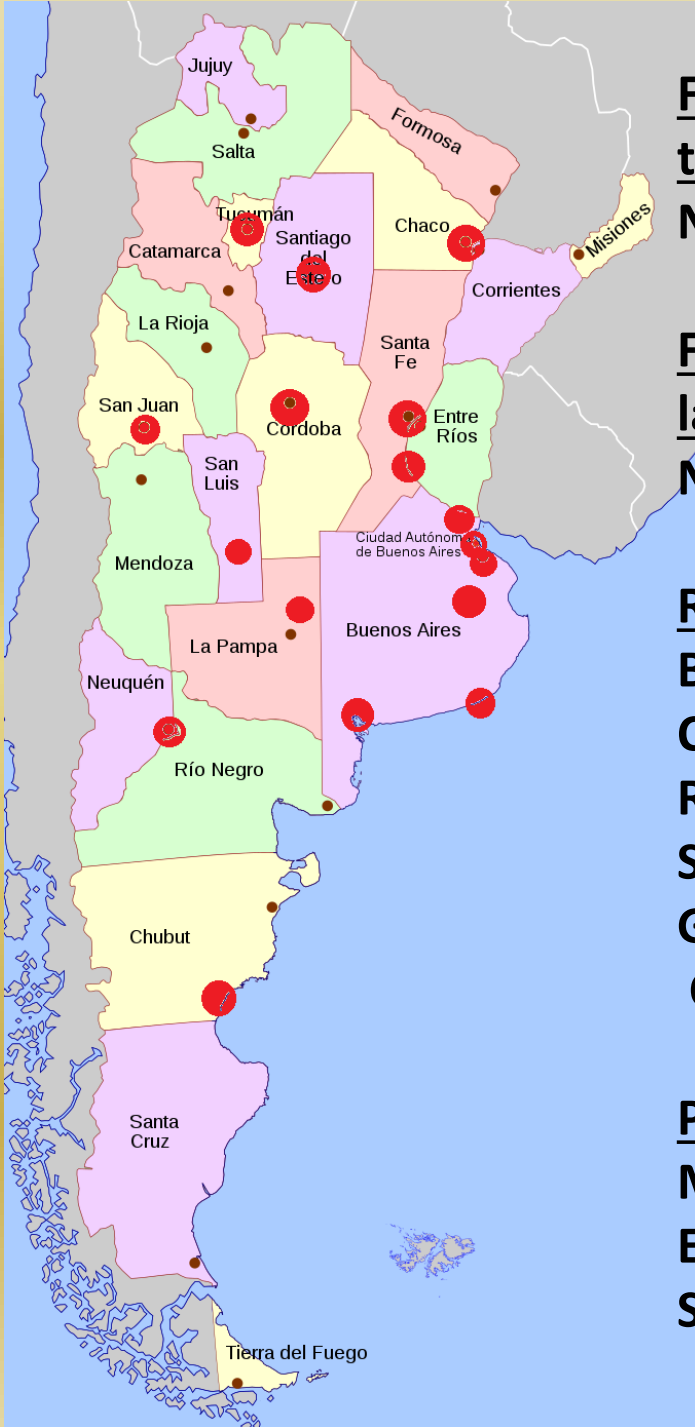 Jujuy
Salta
Formosa
Tucumán
Chaco
Misiones
Santiago
del
Estero
Catamarca
Corrientes
La Rioja
Santa
Fe
San Juan
Entre
Ríos
Córdoba
San
Luis
Ciudad Autónoma
de Buenos Aires
Mendoza
Buenos Aires
La Pampa
Neuquén
Río Negro
Chubut
Santa
Cruz
Tierra del Fuego